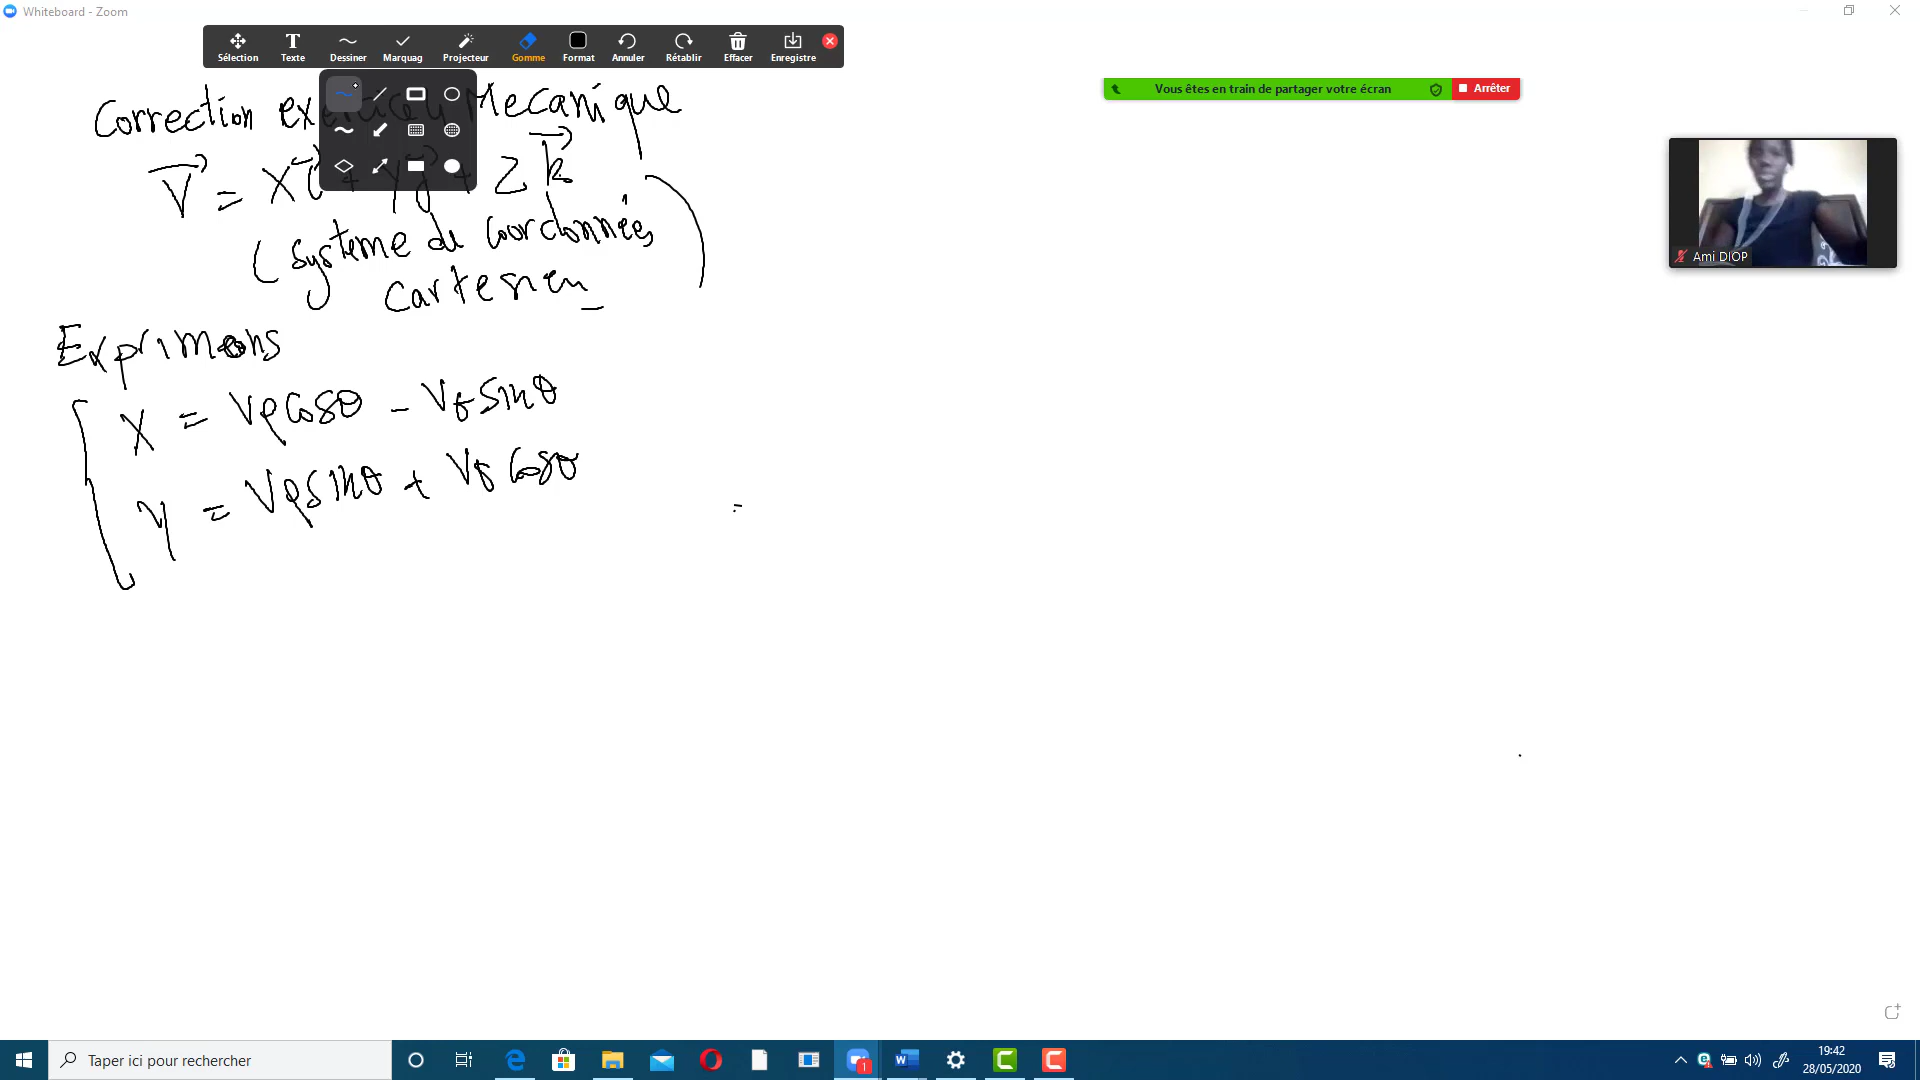 Whiteboard - Zoom
Sélection Texte Dessiner Marquag Projecteur Gomme Format Annuler Rétablir Effacer Enregistre
Vous êtes en train de partager votre écran Arrêter
Correction Mecanique
V = X i + Y j + Z k
(système de Coordonnées
Cartesien)
Ami DIOP
Exprimons
X = Vρ Cosθ - Vθ sinθ
Y = Vρ sinθ + Vθ Cosθ
Taper ici pour rechercher
19:42
28/05/2020